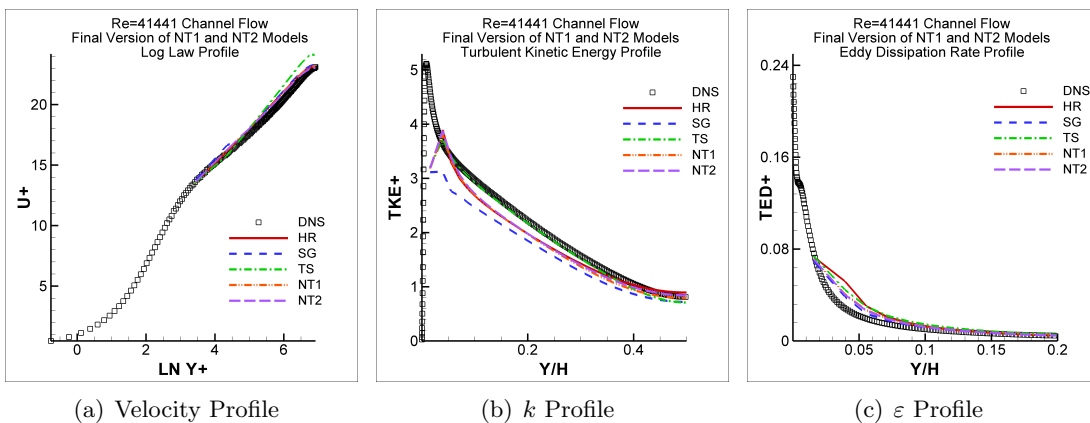 Re=41441 Channel Flow
Final Version of NT1 and NT2 Models
Log Law Profile
U+
20
15
10
5
DNS
HR
SG
TS
NT1
NT2
0
2
4
6
LN Y+
(a) Velocity Profile
Re=41441 Channel Flow
Final Version of NT1 and NT2 Models
Turbulent Kinetic Energy Profile
TKE+
5
4
3
2
1
0
DNS
HR
SG
TS
NT1
NT2
0.2
0.4
Y/H
(b) k Profile
Re=41441 Channel Flow
Final Version of NT1 and NT2 Models
Eddy Dissipation Rate Profile
TED+
0.24
0.16
0.08
0
DNS
HR
SG
TS
NT1
NT2
0.05
0.1
0.15
0.2
Y/H
(c) ε Profile